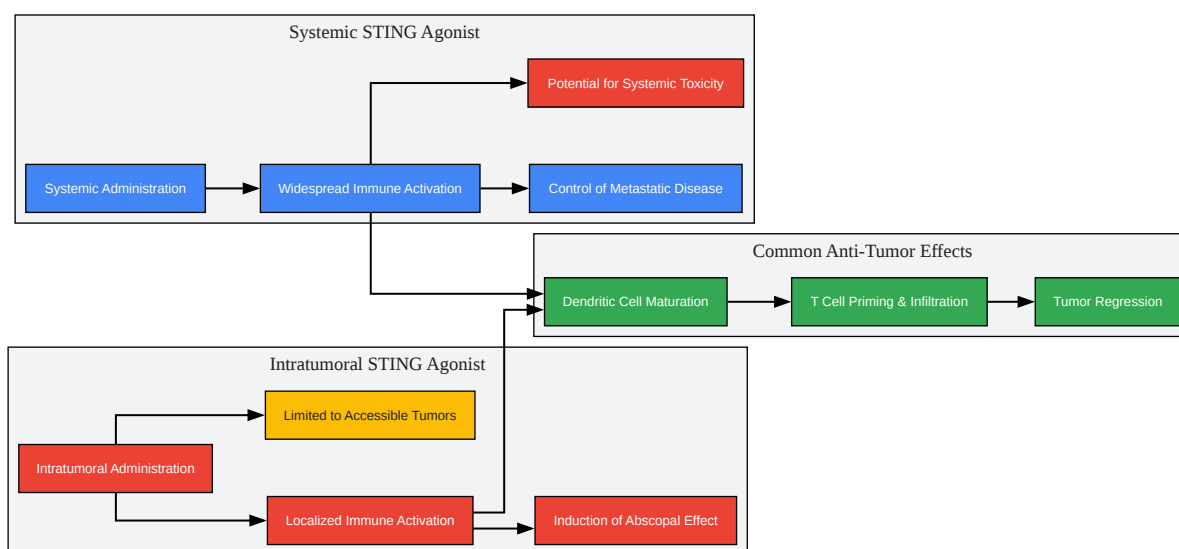 Systemic STING Agonist
Potential for Systemic Toxicity
Systemic Administration
Widespread Immune Activation
Control of Metastatic Disease
Common Anti-Tumor Effects
Dendritic Cell Maturation
T Cell Priming & Infiltration
Tumor Regression
Intratumoral STING Agonist
Limited to Accessible Tumors
Intratumoral Administration
Localized Immune Activation
Induction of Abscopal Effect